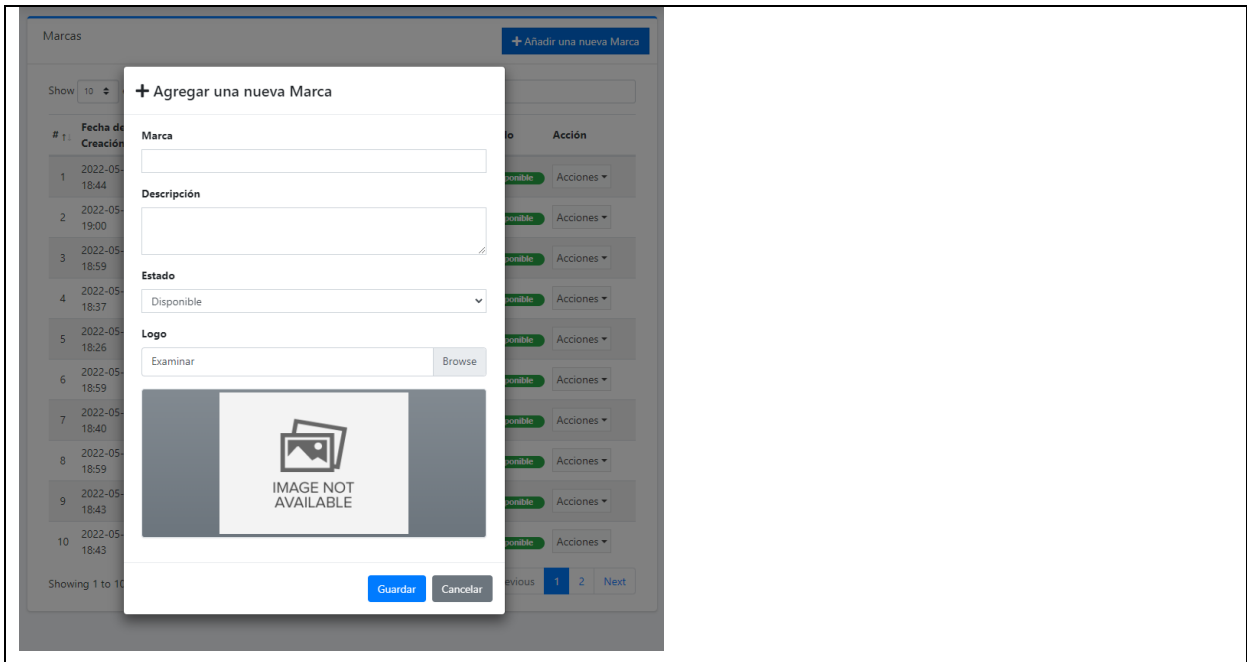 Marcas
+ Añadir una nueva Marca
Show 10
+ Agregar una nueva Marca
# Fecha de Creación Acción
Marca
1 2022-05- 18:44 Acciones
Descripción
2 2022-05- 19:00 Acciones
3 2022-05- 18:59 Acciones
Estado
Disponible
4 2022-05- 18:37 Acciones
Logo
5 2022-05- 18:26 Acciones
Examinar Browse
6 2022-05- 18:59 Acciones
7 2022-05- 18:40 Acciones
8 2022-05- 18:59 Acciones
IMAGE NOT
AVAILABLE
9 2022-05- 18:43 Acciones
10 2022-05- 18:43 Acciones
Showing 1 to 10
Guardar Cancelar
1 2 Next